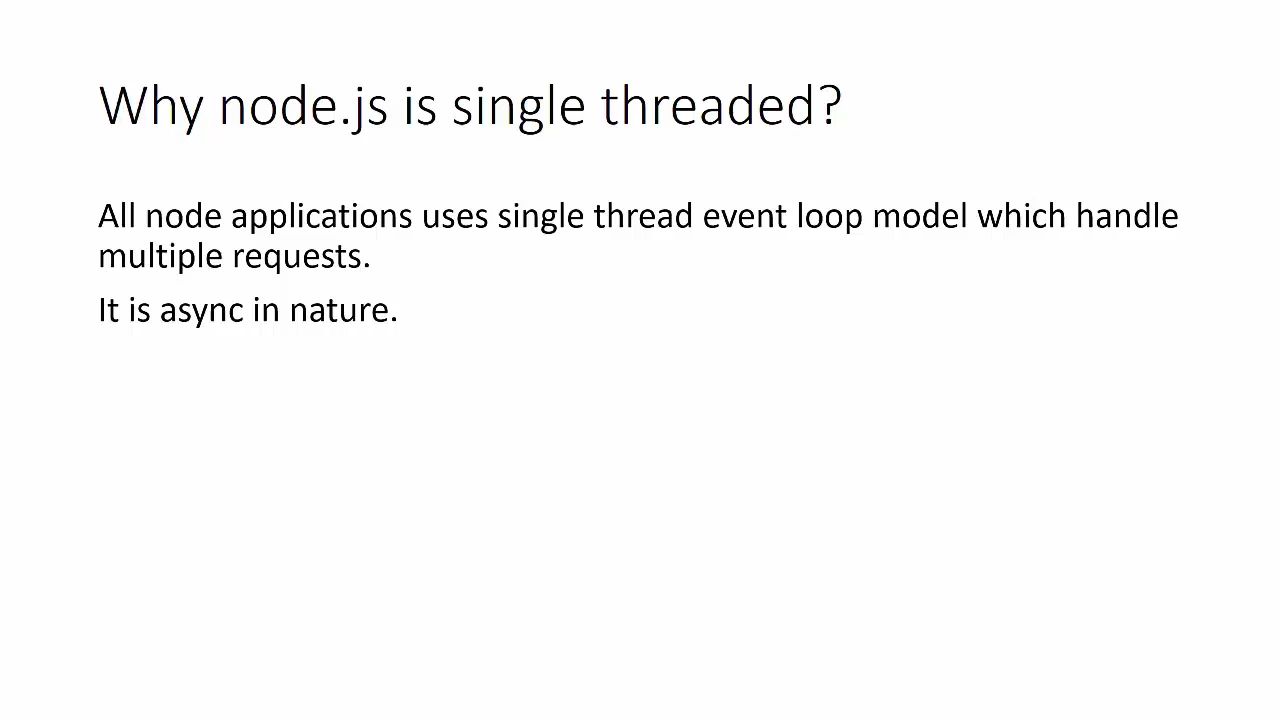 Why node.js is single threaded?
All node applications uses single thread event loop model which handle
multiple requests.
It is async in nature.